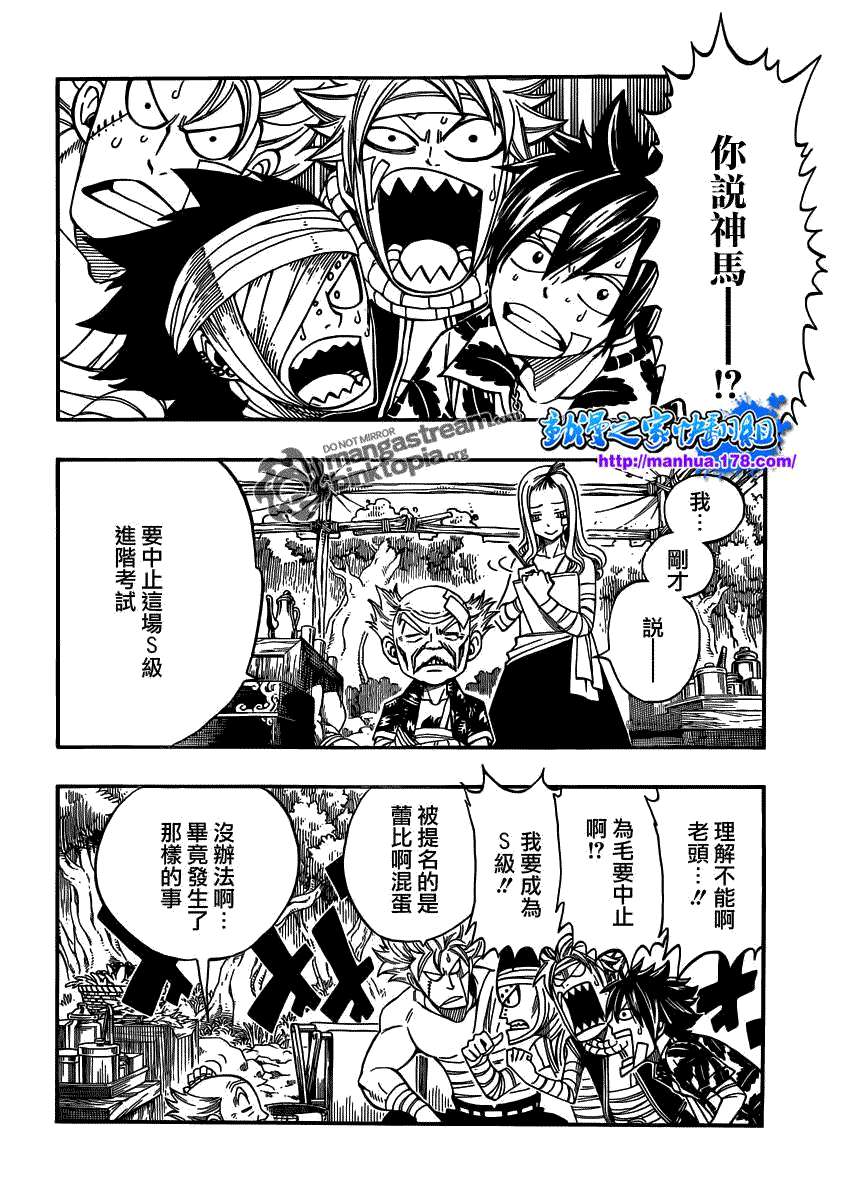 你說神馬——!?
動漫之家快翻組
http://manhua.178.com/
DO NOT MIRROR
mangastream.com
pinktopia.org
我…
剛才
說——
要中止這場S級
進階考試
理解不能啊
老頭…!!
為毛要中止
啊!?
我要成為
S級!!
被提名的是
蕾比啊混蛋
沒辦法啊…
畢竟發生了
那樣的事